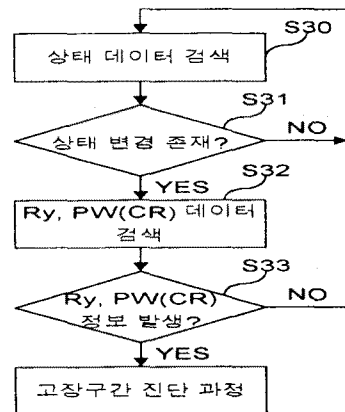 S30
상태 데이터 검색
S31
상태 변경 존재?
NO
YES
S32
Ry, PW(CR) 데이터
검색
S33
Ry, PW(CR)
정보 발생?
NO
YES
고장구간 진단 과정